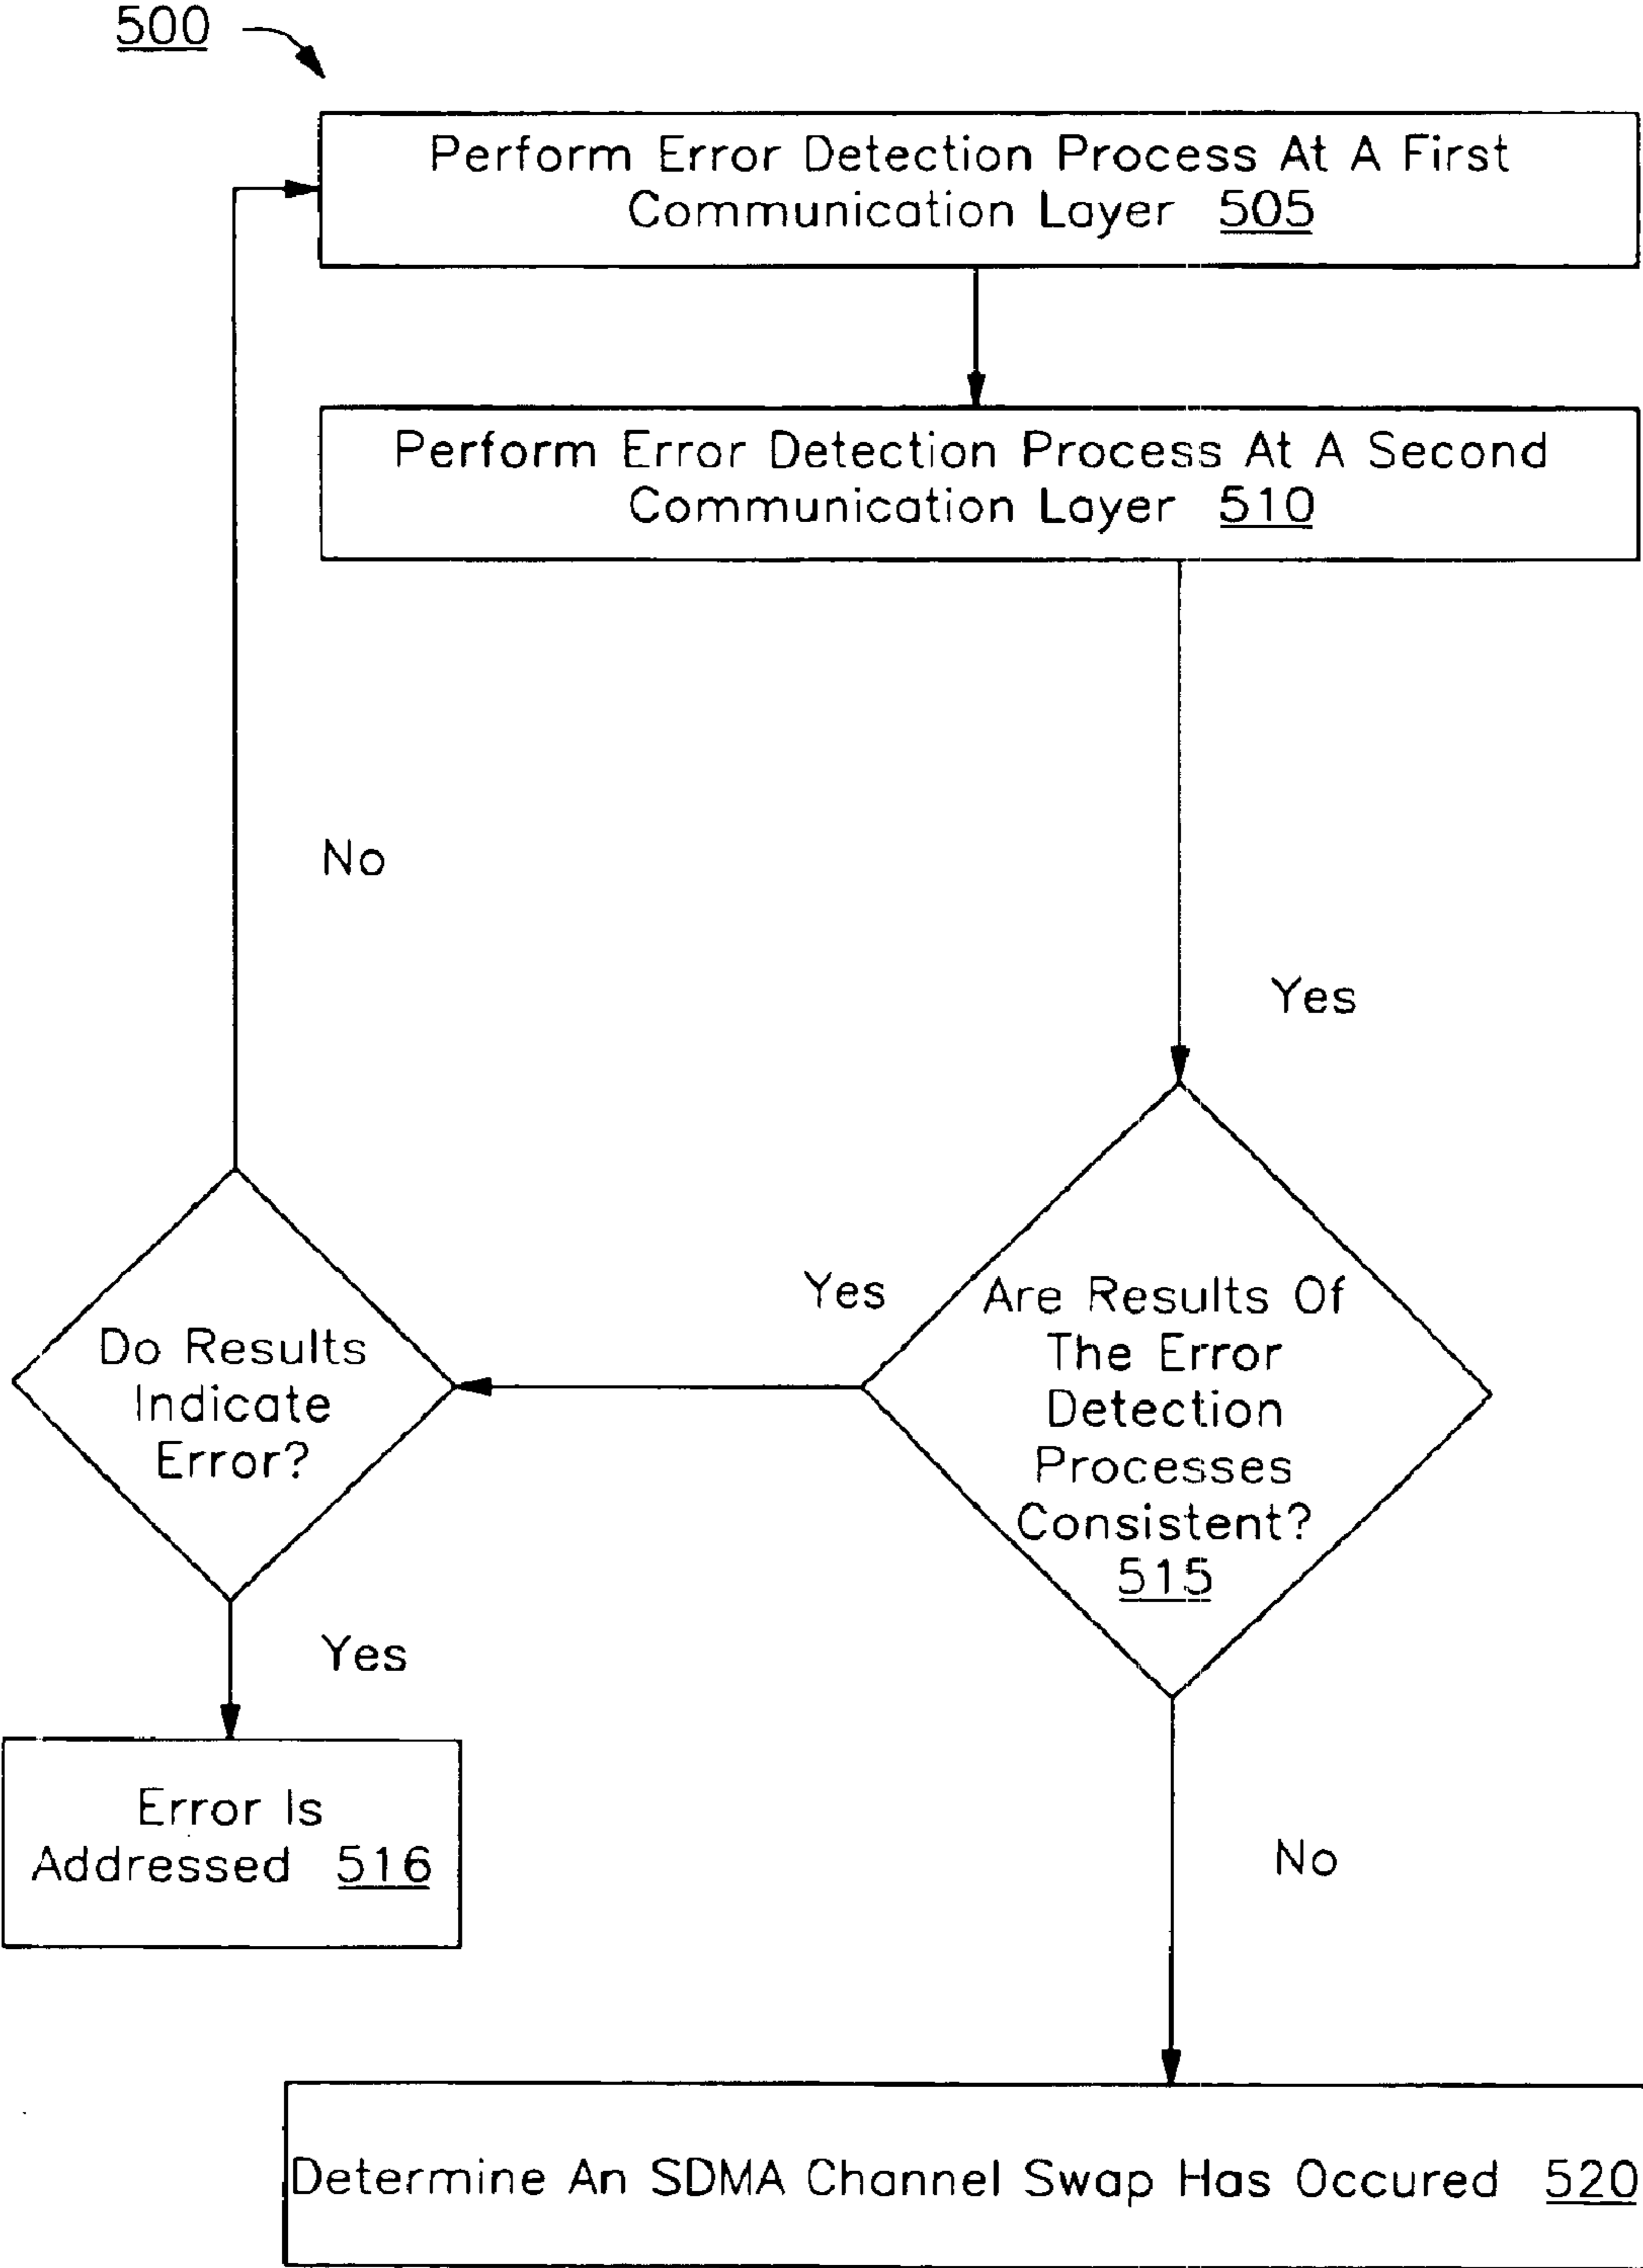 500
Perform Error Detection Process At A First
Communication Layer 505
Perform Error Detection Process At A Second
Communication Layer 510
No
Yes
Yes
Are Results Of
The Error
Detection
Processes
Consistent?
515
Do Results
Indicate
Error?
Yes
Error Is
Addressed 516
No
Determine An SDMA Channel Swap Has Occured 520